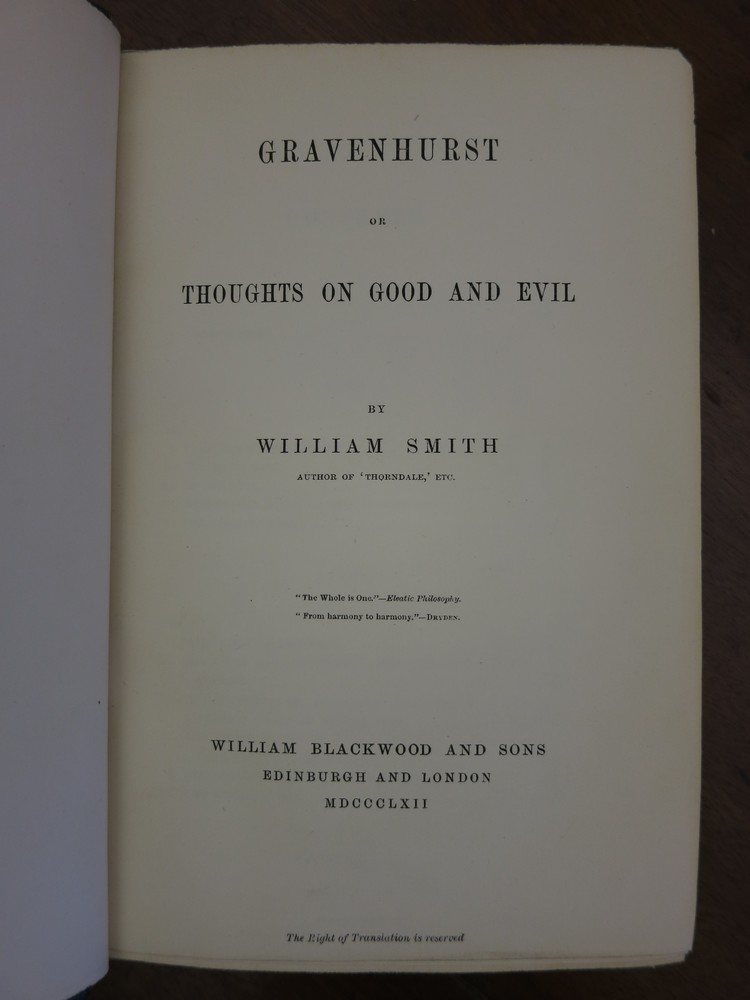 GRAVENHURST
OR
THOUGHTS ON GOOD AND EVIL
BY
WILLIAM SMITH
AUTHOR OF 'THORNDALE,' ETC.
"The Whole is One."—Eleatic Philosophy.
"From harmony to harmony."—DRYDEN.
WILLIAM BLACKWOOD AND SONS
EDINBURGH AND LONDON
MDCCCLXII
The Right of Translation is reserved